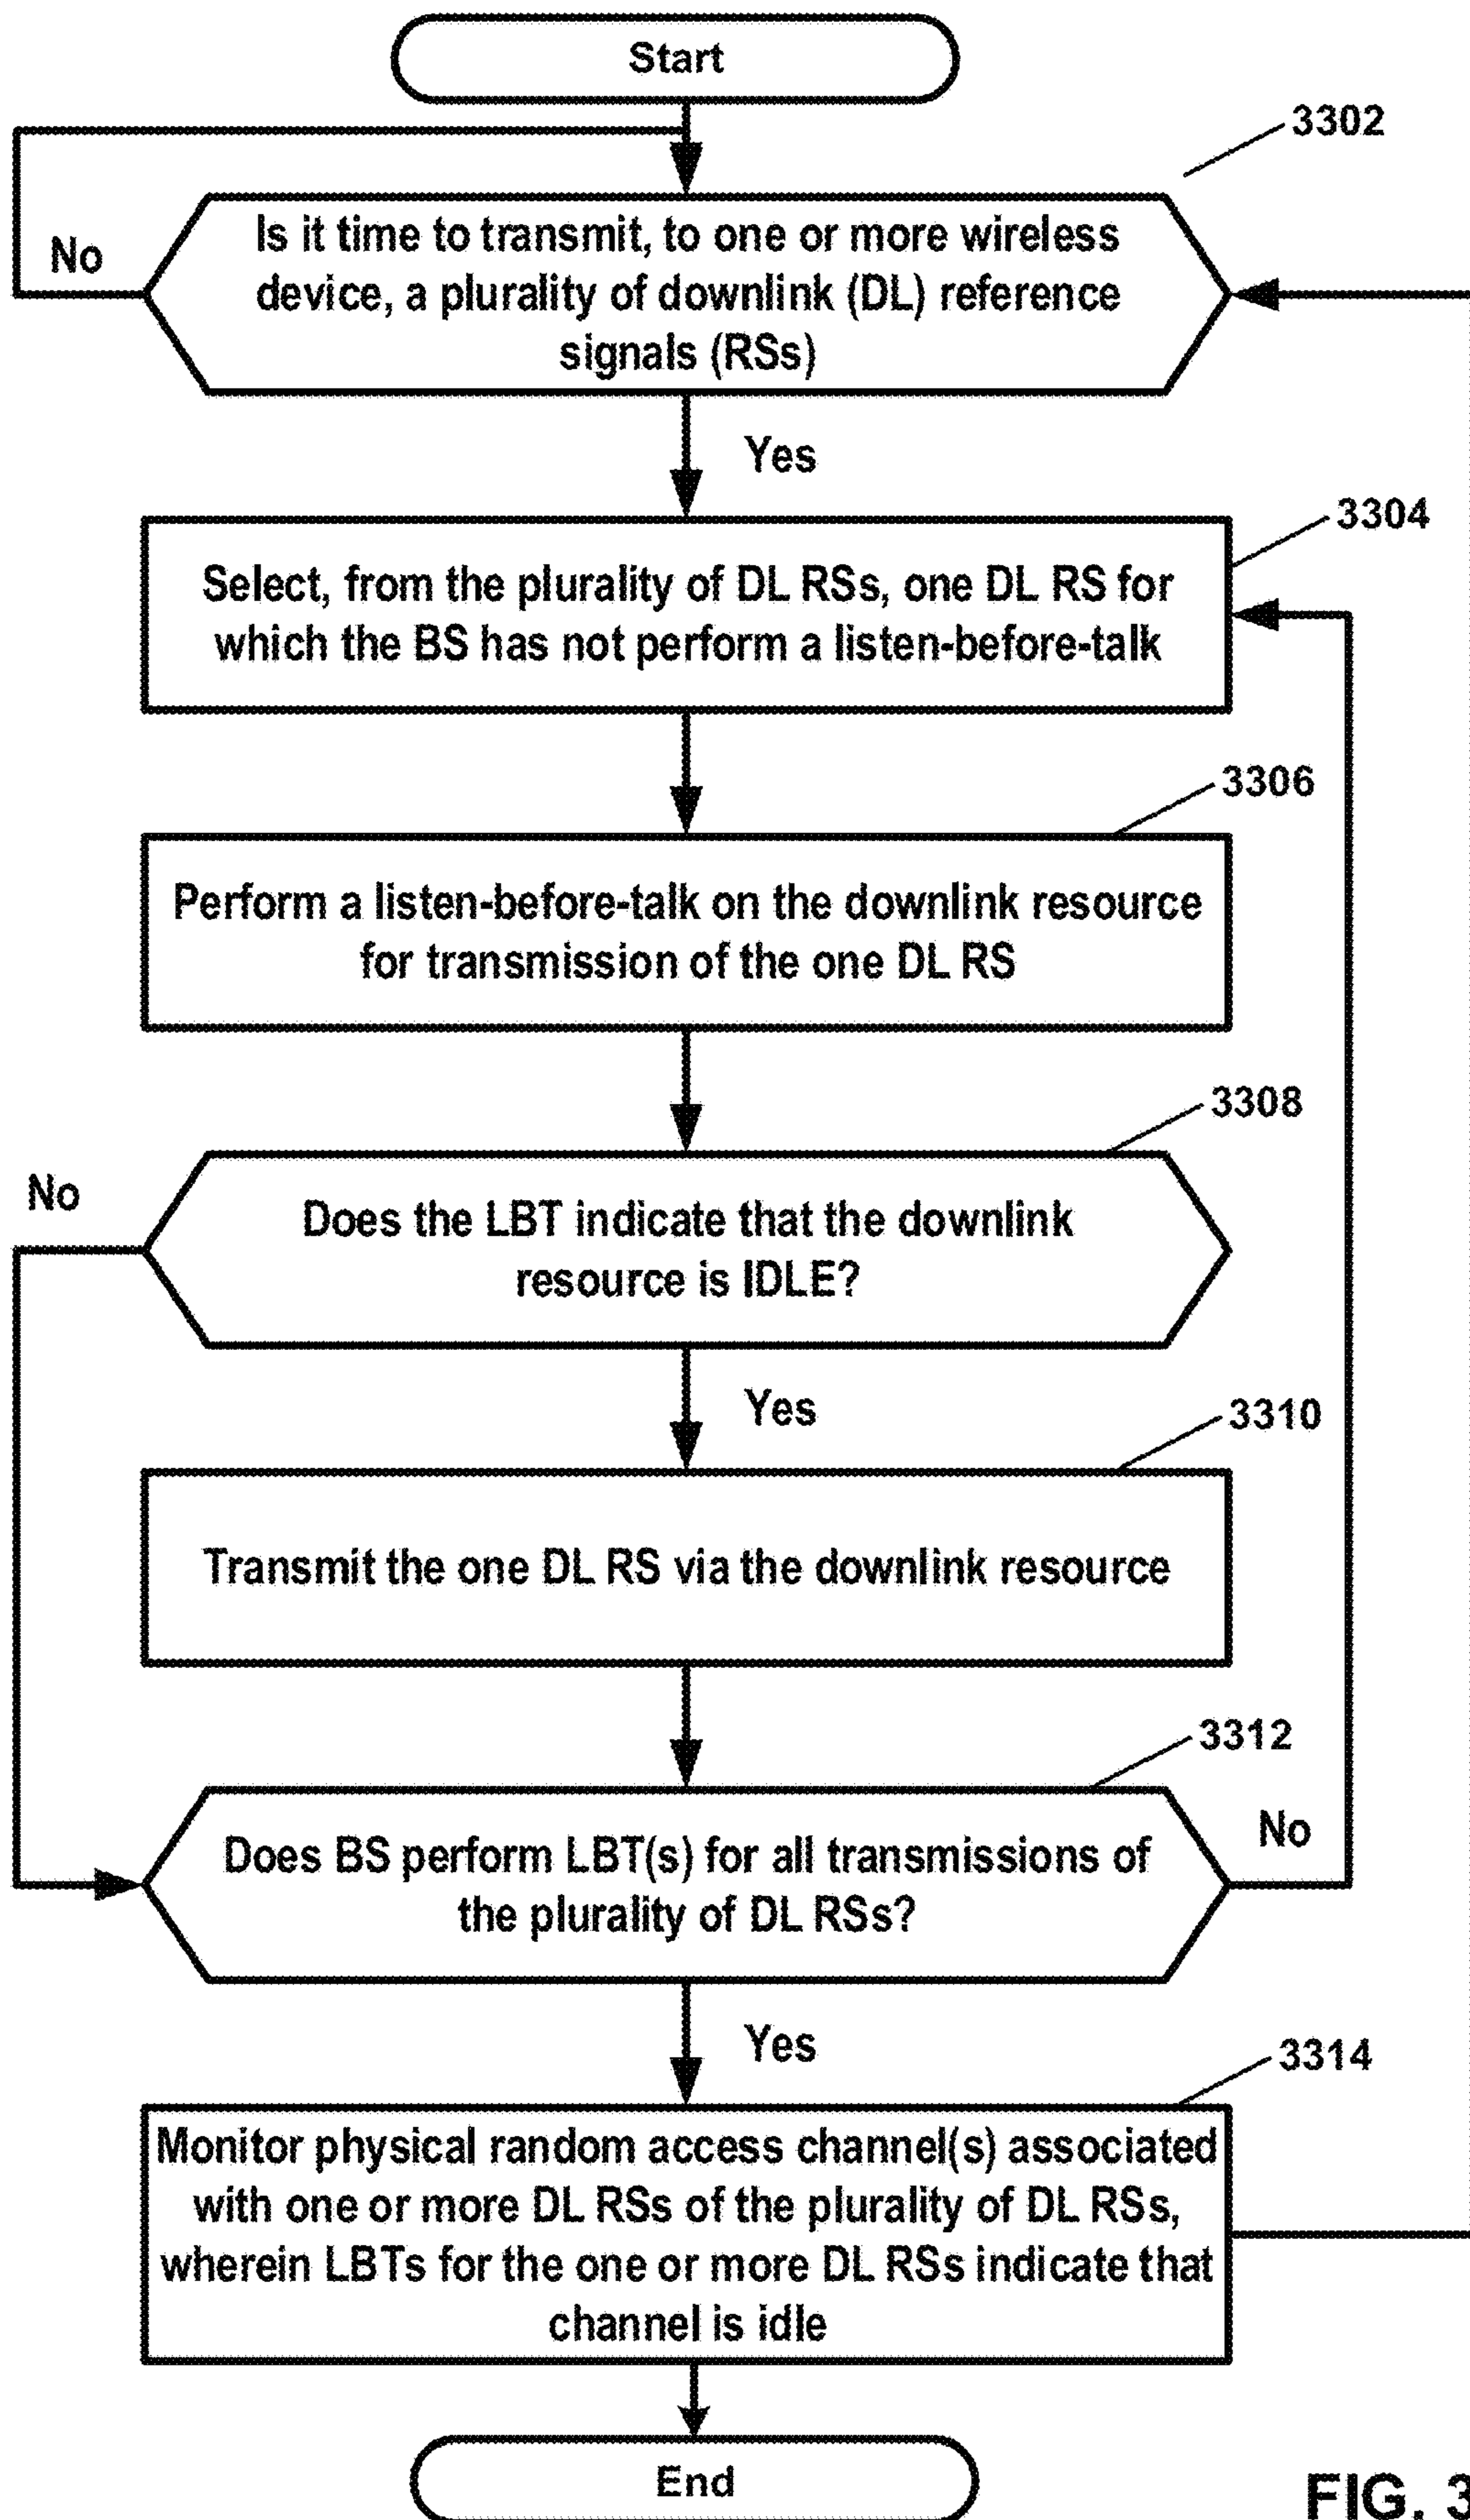 Start
3302
Is it time to transmit, to one or more wireless
device, a plurality of downlink (DL) reference
signals (RSs)
No
Yes
3304
Select, from the plurality of DL RSs, one DL RS for
which the BS has not perform a listen-before-talk
3306
Perform a listen-before-talk on the downlink resource
for transmission of the one DL RS
3308
No
Does the LBT indicate that the downlink
resource is IDLE?
Yes
3310
Transmit the one DL RS via the downlink resource
3312
Does BS perform LBT(s) for all transmissions of
the plurality of DL RSs?
No
Yes
3314
Monitor physical random access channel(s) associated
with one or more DL RSs of the plurality of DL RSs,
wherein LBTs for the one or more DL RSs indicate that
channel is idle
End
FIG. 3